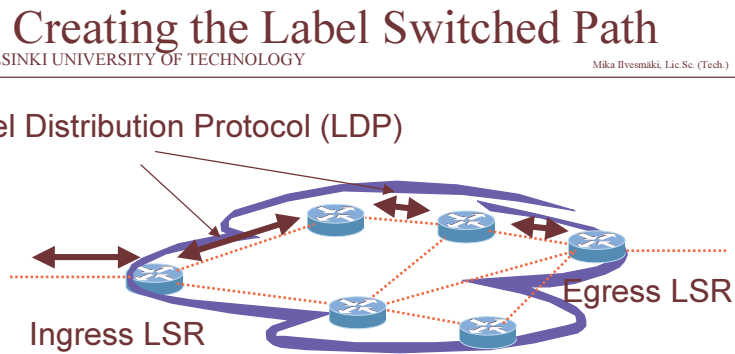 Creating the Label Switched Path
SINKI UNIVERSITY OF TECHNOLOGY
Mika Ilvesmäki, Lic.Sc. (Tech.)
el Distribution Protocol (LDP)
Egress LSR
Ingress LSR